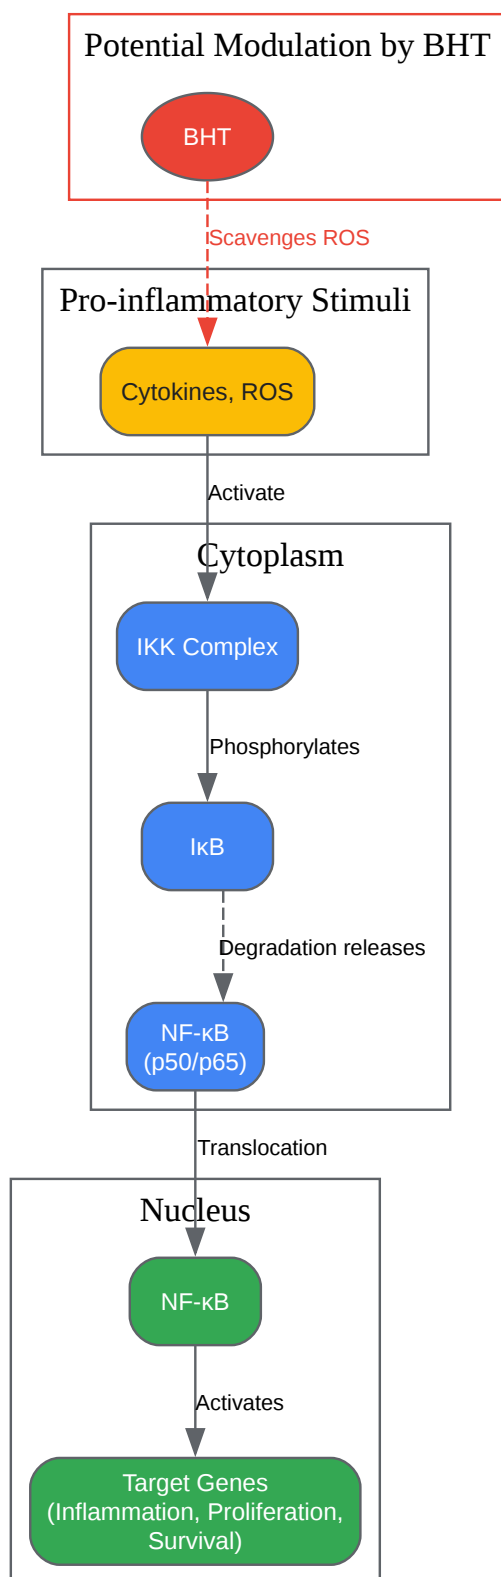 Potential Modulation by BHT
BHT
Scavenges ROS
Pro-inflammatory Stimuli
Cytokines, ROS
Activate
Cytoplasm
IKK Complex
Phosphorylates
IκB
Degradation releases
NF-κB
(p50/p65)
Translocation
Nucleus
NF-κB
Activates
Target Genes
(Inflammation, Proliferation,
Survival)